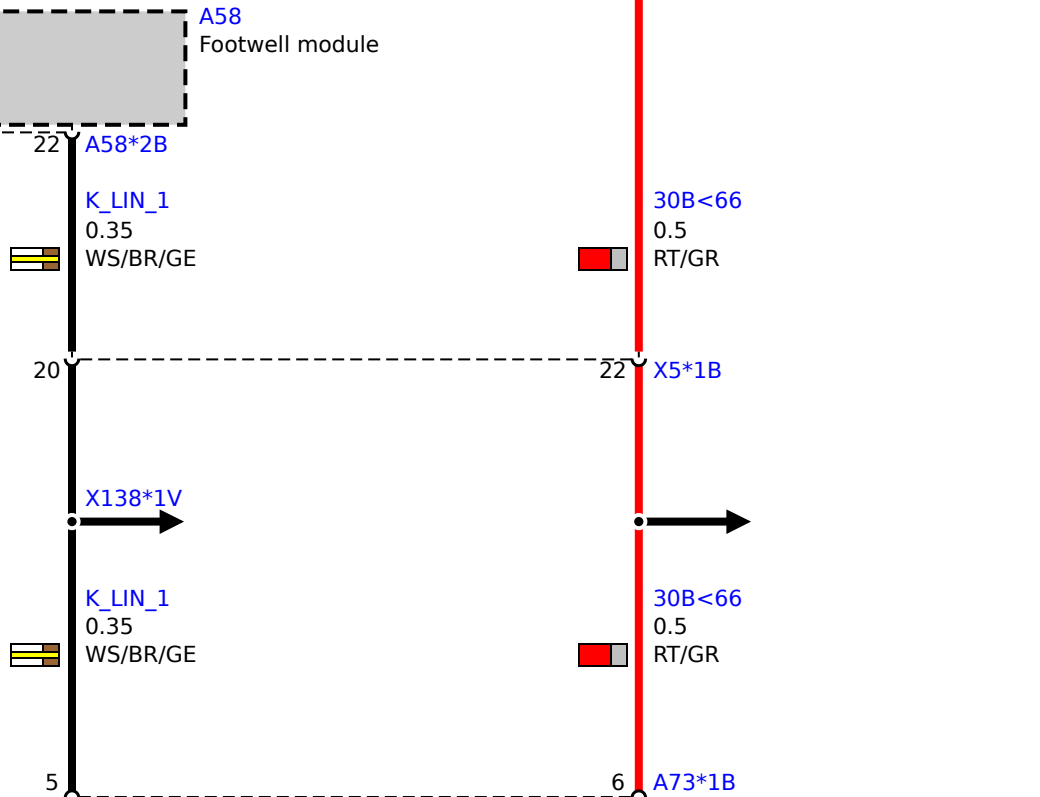 A58
Footwell module
22 A58*2B
K_LIN_1
0.35
WS/BR/GE
30B<66
0.5
RT/GR
20
22 X5*1B
X138*1V
K_LIN_1
0.35
WS/BR/GE
30B<66
0.5
RT/GR
5
6 A73*1B